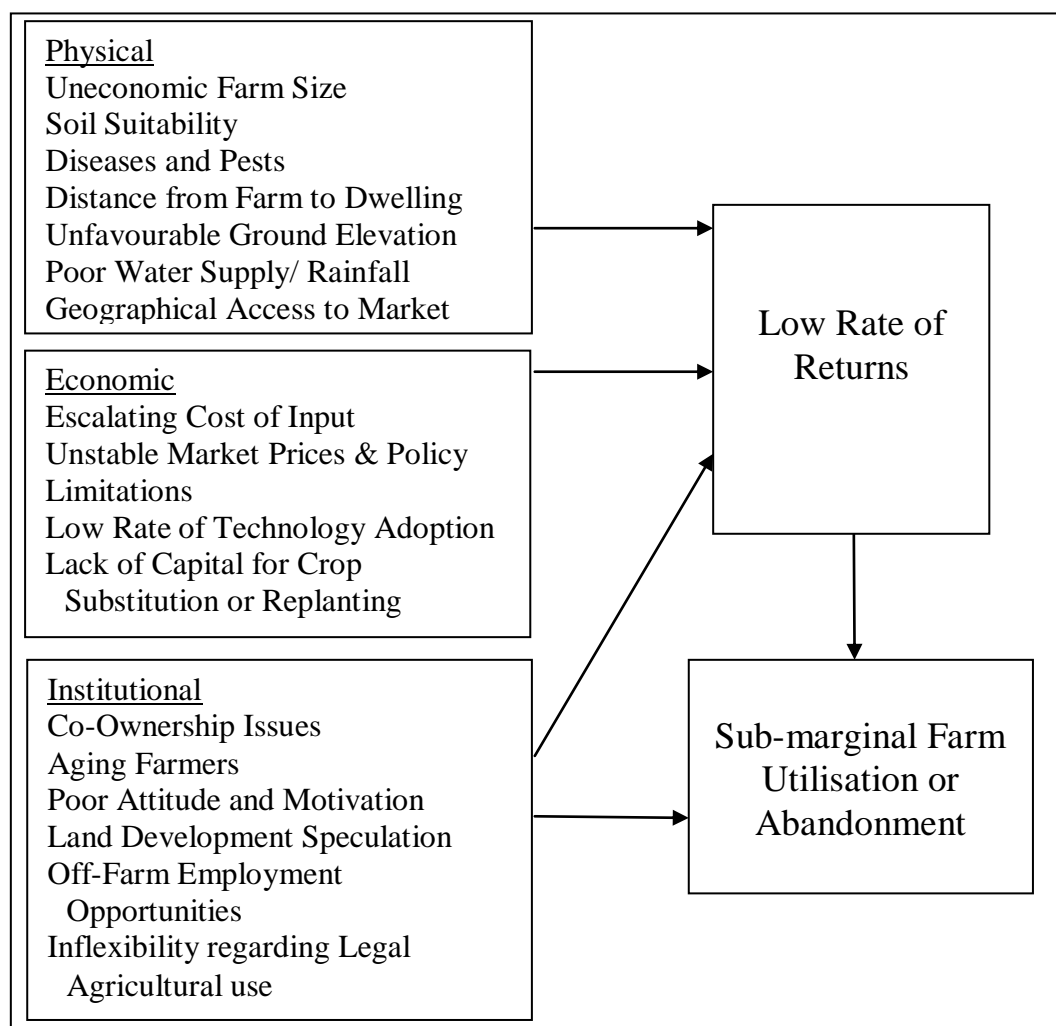 Physical
Uneconomic Farm Size
Soil Suitability
Diseases and Pests
Distance from Farm to Dwelling
Unfavourable Ground Elevation
Poor Water Supply/ Rainfall
Geographical Access to Market
Economic
Escalating Cost of Input
Unstable Market Prices & Policy
Limitations
Low Rate of Technology Adoption
Lack of Capital for Crop
Substitution or Replanting
Institutional
Co-Ownership Issues
Aging Farmers
Poor Attitude and Motivation
Land Development Speculation
Off-Farm Employment
Opportunities
Inflexibility regarding Legal
Agricultural use
Low Rate of
Returns
Sub-marginal Farm
Utilisation or
Abandonment